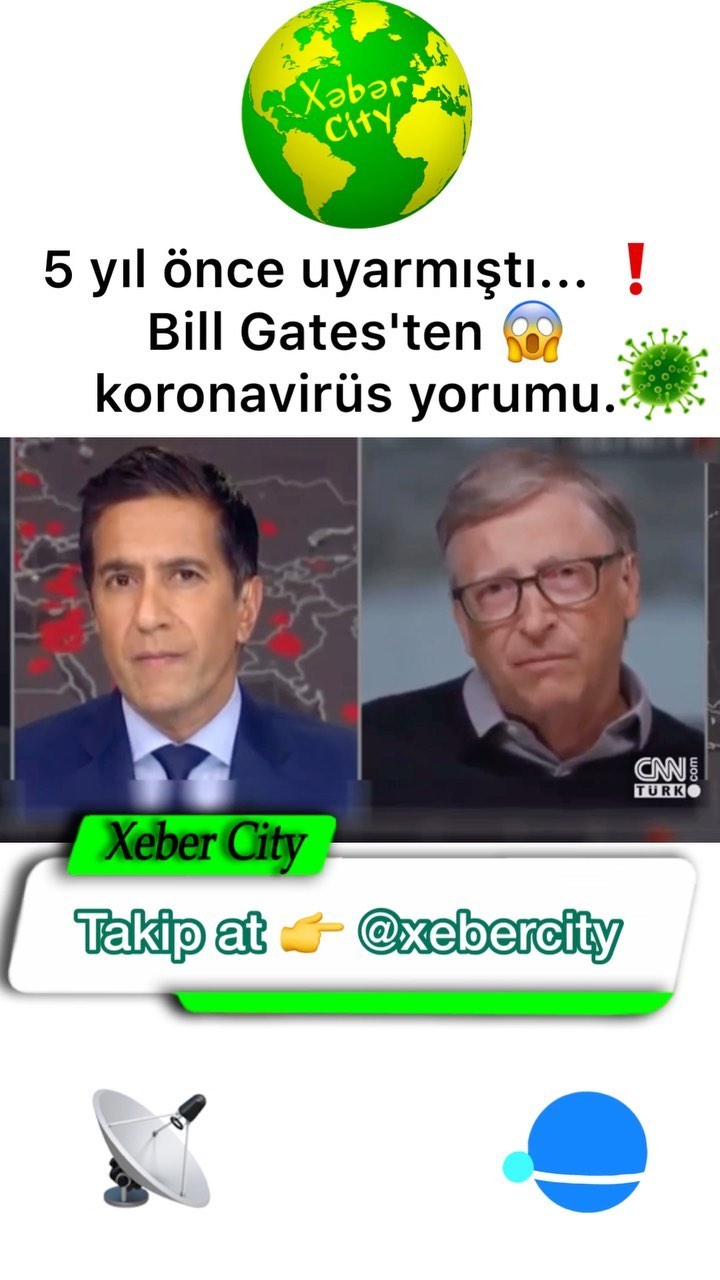 Xəbər
City
5 yıl önce uyarmıştı... ❗
Bill Gates'ten 😱
koronavirüs yorumu.
CNN
TÜRK
.com
Xeber City
Takip at 👉 @xebercity